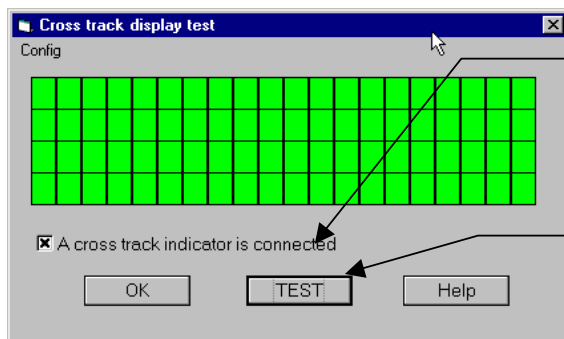 Cross track display test
Config
A cross track indicator is connected
OK
TEST
Help